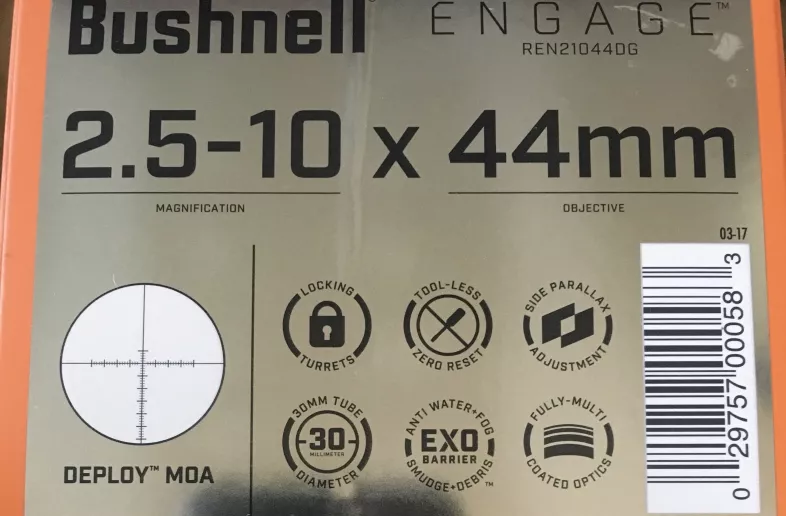 Bushnell®
ENGAGE™
REN21044DG
2.5-10 x 44mm
MAGNIFICATION
OBJECTIVE
03-17
LOCKING
TURRETS
TOOL-LESS
ZERO RESET
SIDE PARALLAX
ADJUSTMENT
30MM TUBE
-30-
MILLIMETER
DIAMETER
ANTI WATER+FOG
EXO
BARRIER
SMUDGE+DEBRIS™
FULLY-MULTI
COATED OPTICS
DEPLOY™ MOA
0 29757 00058 3